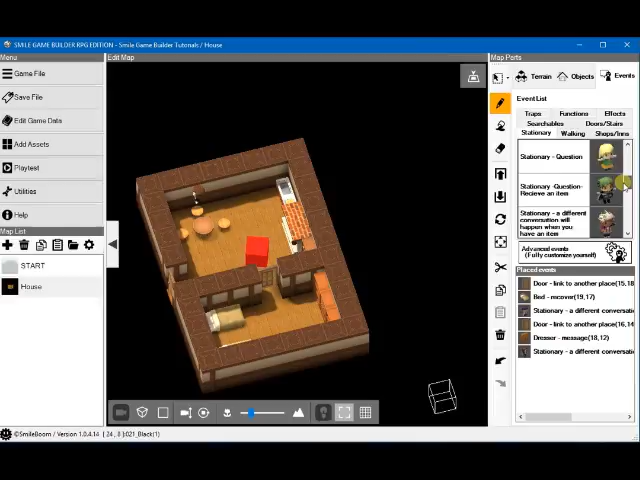 SMILE GAME BUILDER RPG EDITION - Smile Game Builder Tutorials / House
Menu
Game File
Save File
Edit Game Data
Add Assets
Playtest
Utilities
Help
Map List
START
House
Edit Map
Map Parts
Terrain
Objects
Events
Event List
Traps
Functions
Effects
Searchables
Doors/Stairs
Stationary
Walking
Shops/Inns
Stationary - Question
Stationary -Question-
Recieve an item
Stationary - a different
conversation will
happen when you
have an item
Advanced events
(Fully customize yourself)
Placed events
Door - link to another place(15,18
Bed - recover(19,17)
Stationary - a different conversati
Door - link to another place(16,14
Dresser - message(18,12)
Stationary - a different conversati
©SmileBoom / Version 1.0.4.14 [ 24 , 8 ]:021_Black(1)